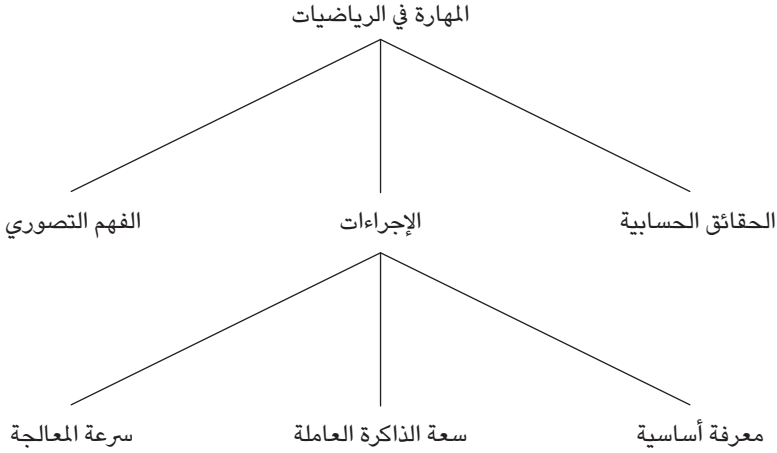 المهارة في الرياضيات
الحقائق الحسابية
الإجراءات
الفهم التصوري
معرفة أساسية
سعة الذاكرة العاملة
سرعة المعالجة